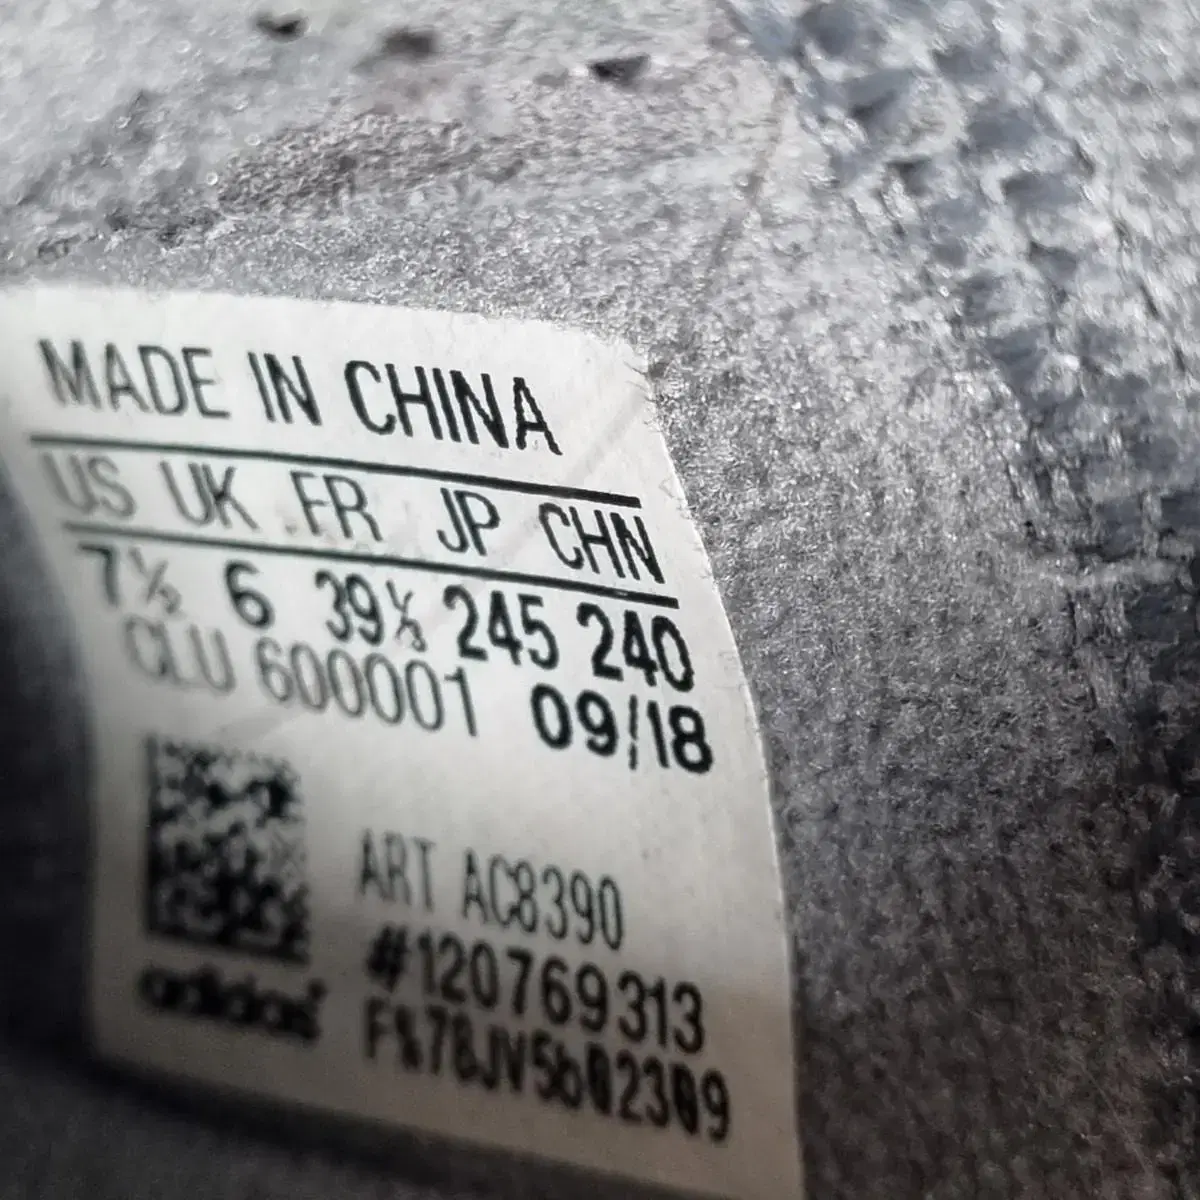 MADE IN CHINA
US UK FR JP CHN
7½ 6 39⅓ 245 240
CLU 600001 09/18
ART AC8390
#120769313
adidas